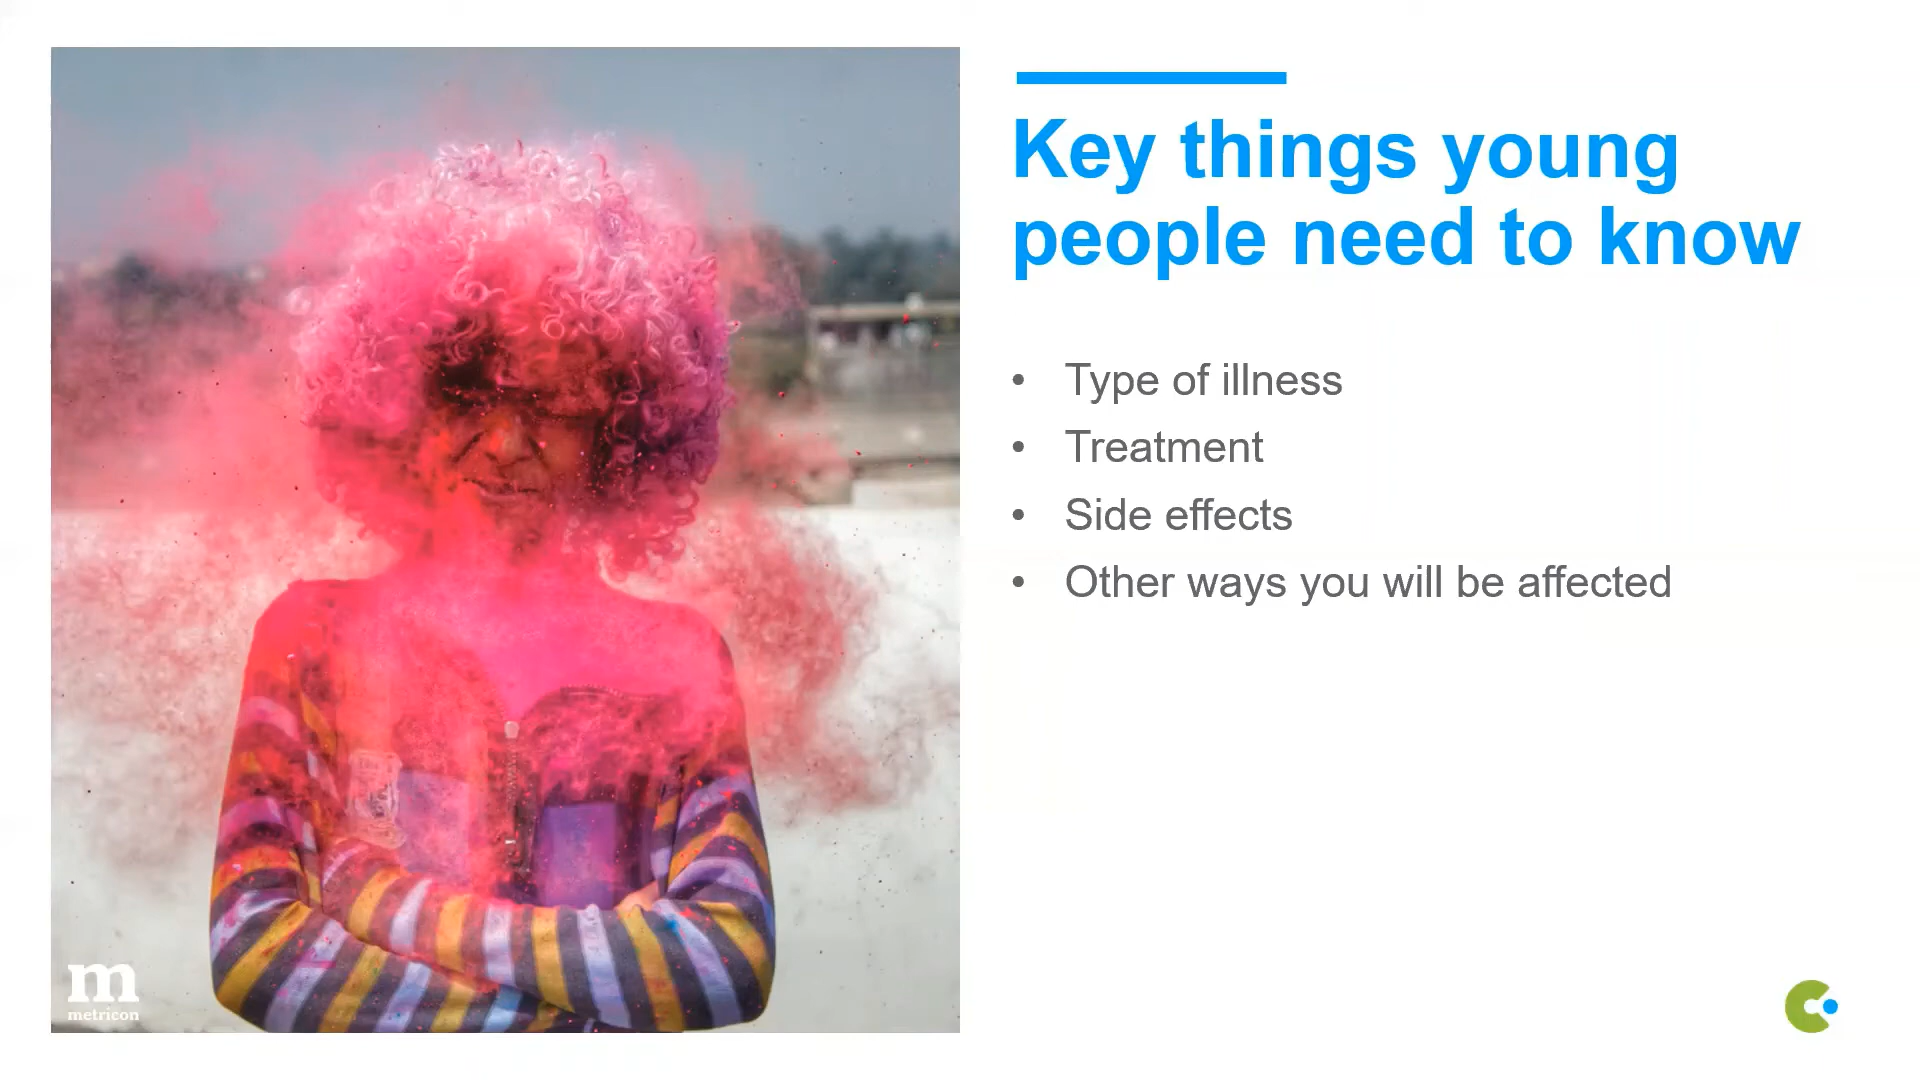 Key things young
people need to know
• Type of illness
• Treatment
• Side effects
• Other ways you will be affected
m
metricon